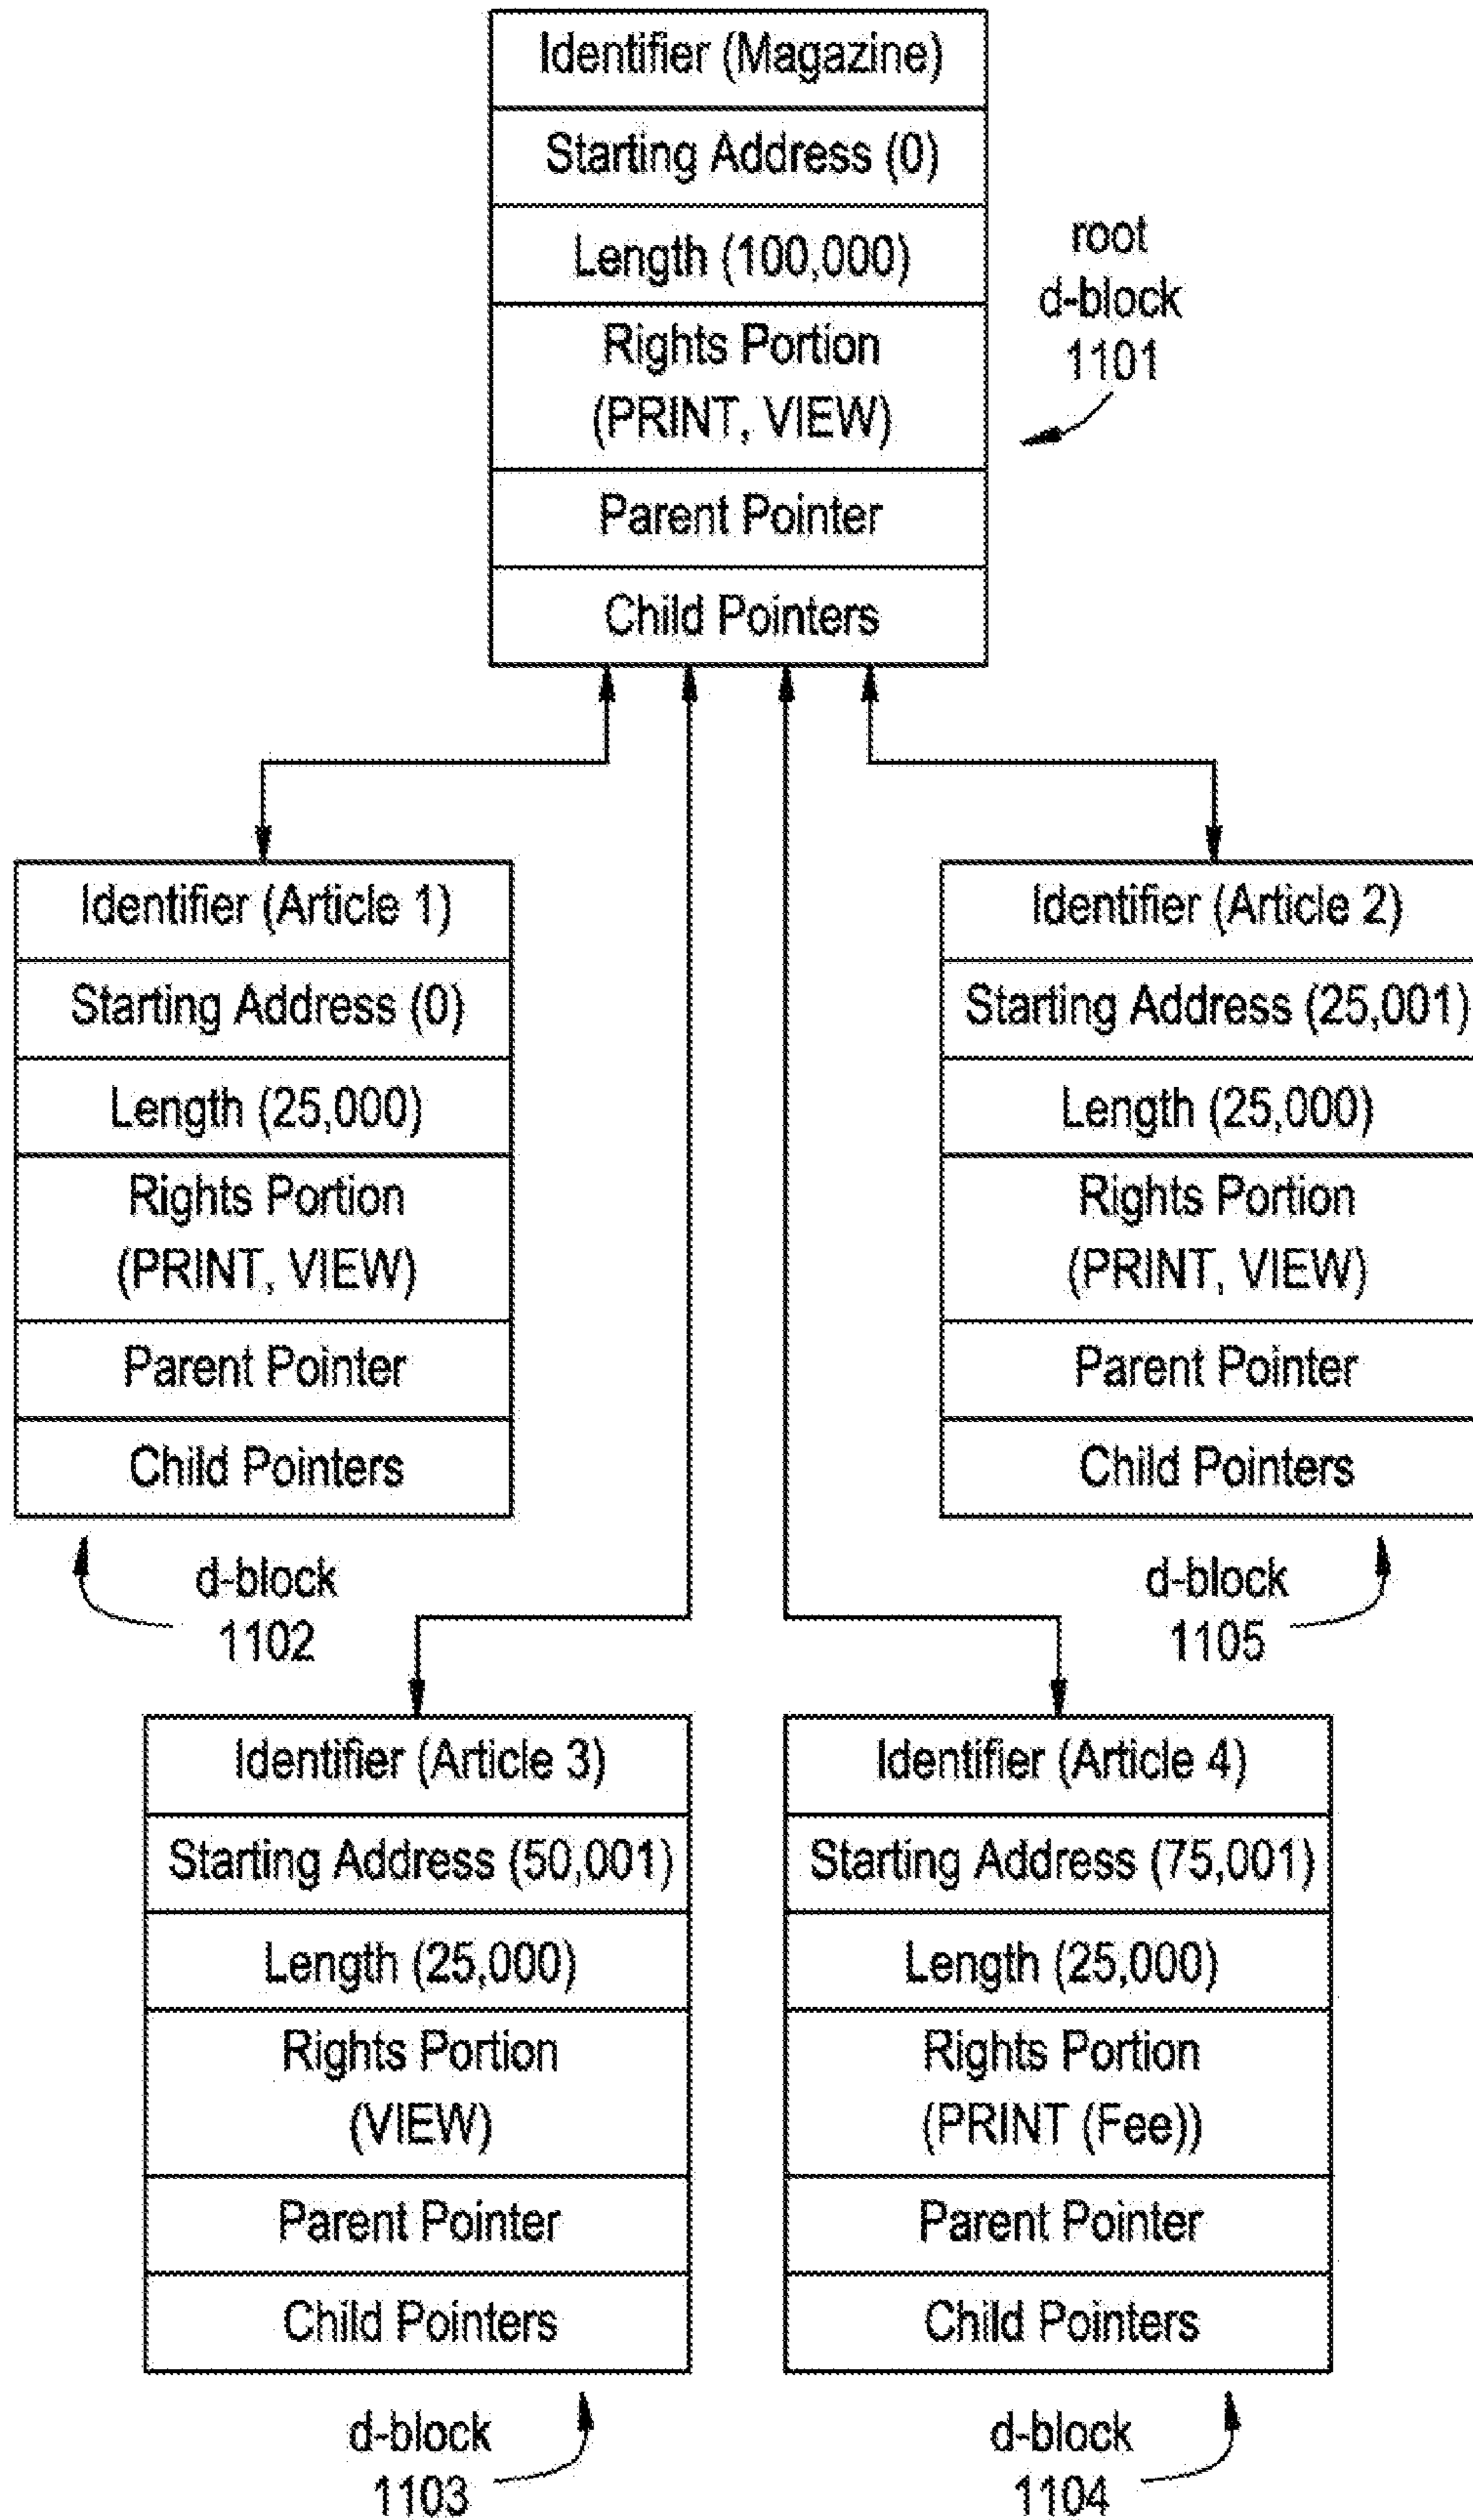 Identifier (Magazine)
Starting Address (0)
Length (100,000)
Rights Portion
(PRINT, VIEW)
Parent Pointer
Child Pointers
root
d-block
1101
Identifier (Article 1)
Starting Address (0)
Length (25,000)
Rights Portion
(PRINT, VIEW)
Parent Pointer
Child Pointers
d-block
1102
Identifier (Article 2)
Starting Address (25,001)
Length (25,000)
Rights Portion
(PRINT, VIEW)
Parent Pointer
Child Pointers
d-block
1105
Identifier (Article 3)
Starting Address (50,001)
Length (25,000)
Rights Portion
(VIEW)
Parent Pointer
Child Pointers
d-block
1103
Identifier (Article 4)
Starting Address (75,001)
Length (25,000)
Rights Portion
(PRINT (Fee))
Parent Pointer
Child Pointers
d-block
1104